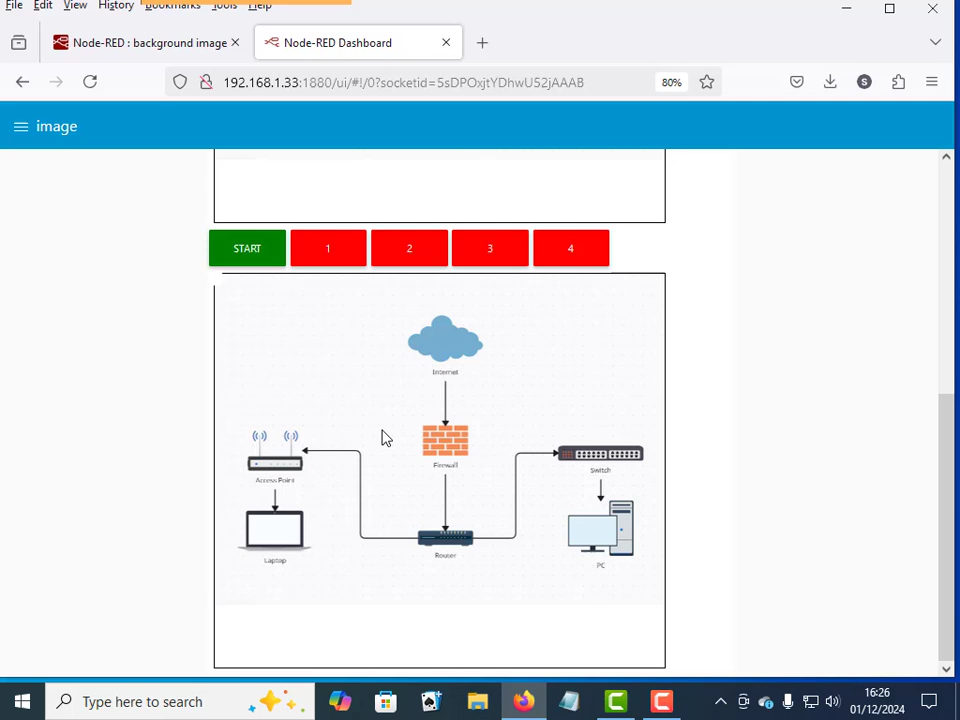 File Edit View History Bookmarks Tools Help
Node-RED : background image
Node-RED Dashboard
192.168.1.33:1880/ui/#!/0?socketid=5sDPOxjtYDhwU52jAAAB
80%
S
image
START 1 2 3 4
Internet
Firewall
Access Point
Switch
Router
Laptop
PC
Type here to search
16:26
01/12/2024